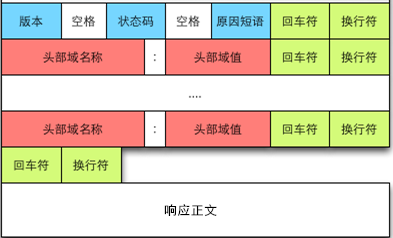 版本 空格 状态码 空格 原因短语 回车符 换行符
头部域名称 : 头部域值 回车符 换行符
....
头部域名称 : 头部域值 回车符 换行符
回车符 换行符
响应正文